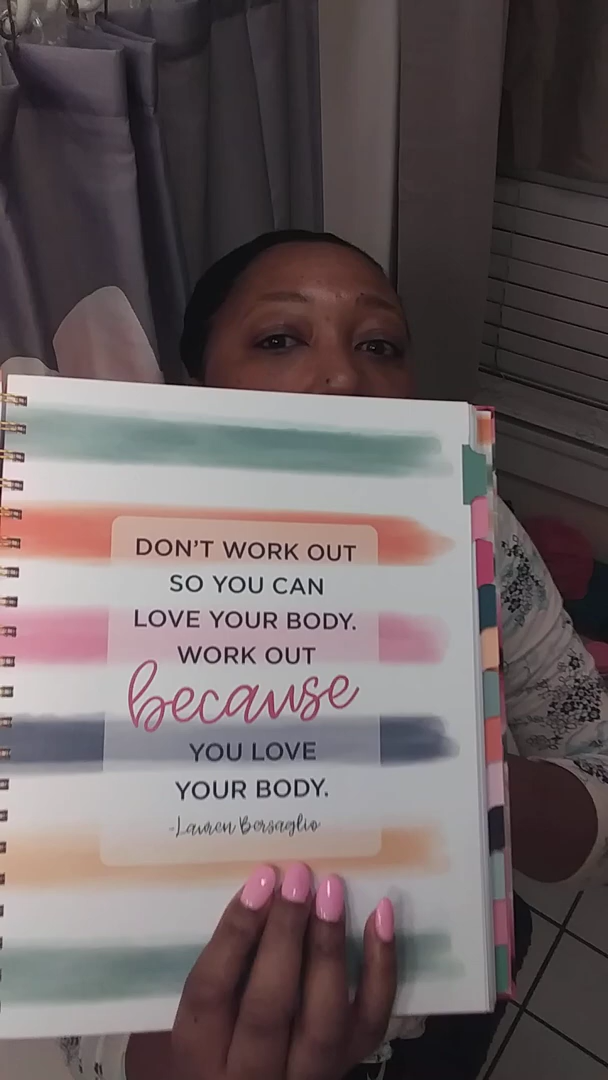 DON'T WORK OUT
SO YOU CAN
LOVE YOUR BODY.
WORK OUT
because
YOU LOVE
YOUR BODY.
-Lauren Bersaglio